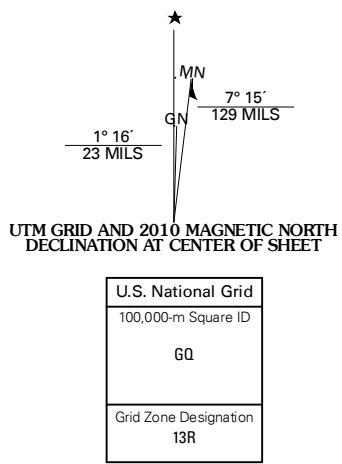 ★
MN
7° 15´
129 MILS
GN
1° 16´
23 MILS
UTM GRID AND 2010 MAGNETIC NORTH
DECLINATION AT CENTER OF SHEET
U.S. National Grid
100,000-m Square ID
GQ
Grid Zone Designation
13R